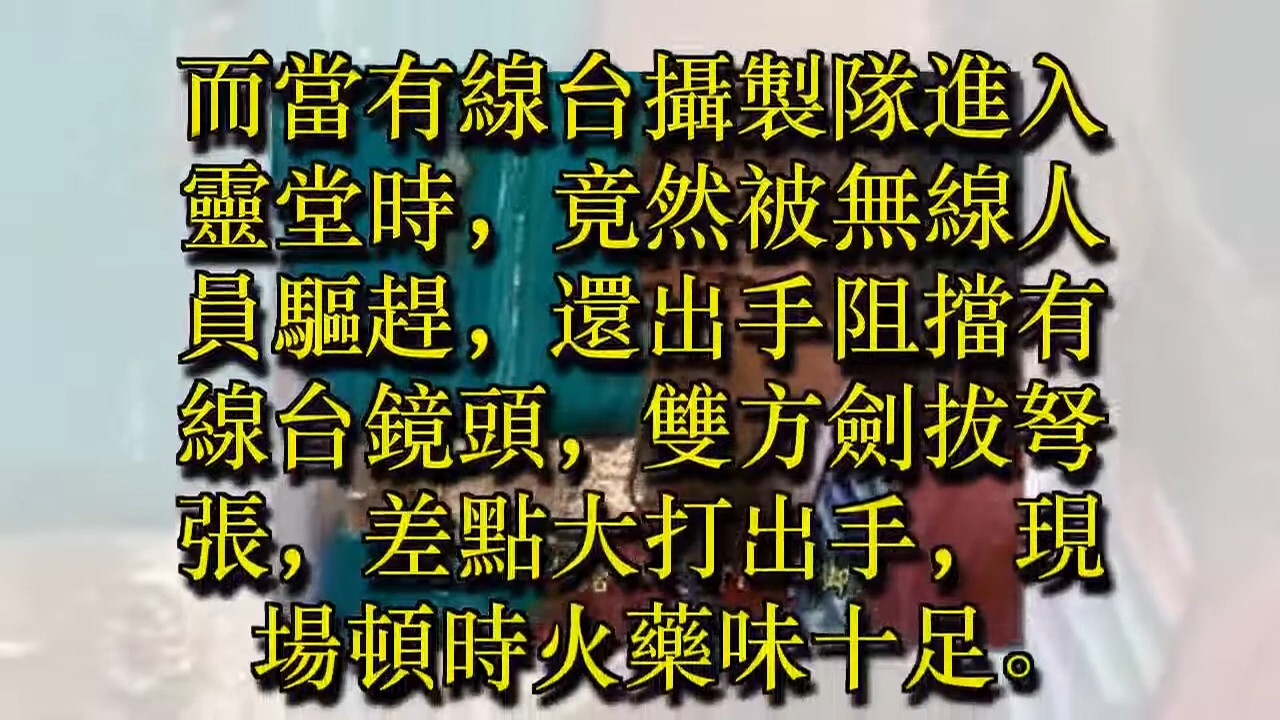 而當有線台攝製隊進入
靈堂時，竟然被無線人
員驅趕，還出手阻擋有
線台鏡頭，雙方劍拔弩
張，差點大打出手，現
場頓時火藥味十足。